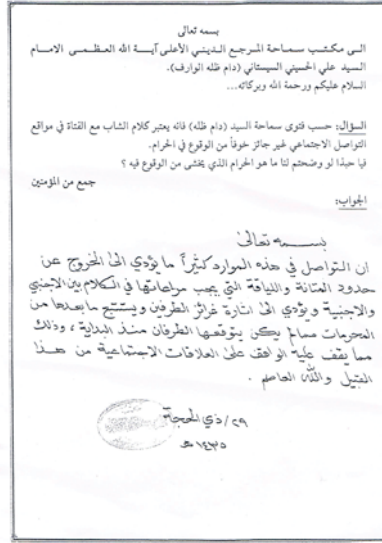 بسمه تعالى
الى مكتب سماحة المرجع الديني الأعلى آية الله العظمى الامام
السيد علي الحسيني السيستاني (دام ظله الوارف).
السلام عليكم ورحمة الله وبركاته...
السؤال: حسب فتوى سماحة السيد (دام ظله) فانه يعتبر كلام الشاب مع الفتاة في مواقع
التواصل الاجتماعي غير جائز خوفاً من الوقوع في الحرام.
فيا حبذا لو وضحتم لنا ما هو الحرام الذي يخشى من الوقوع فيه ؟
جمع من المؤمنين
الجواب:
بسمه تعالى
ان التواصل في هذه الموارد كثيراً ما يؤدي الى الخروج عن
حدود المتانة واللياقة التي يجب مراعاتها في الكلام بين الاجنبي
والاجنبية ويؤدي الى اثارة غرائز الطرفين ويستتبع ما بعدها من
المحرمات مما لم يكن يتوقعها الطرفان منذ البداية ، وذلك
مما يقف عليه الواقف على العلاقات الاجتماعية من هذا
القبيل والله العاصم .
٢٩/ذي الحجة
١٤٣٥ هـ